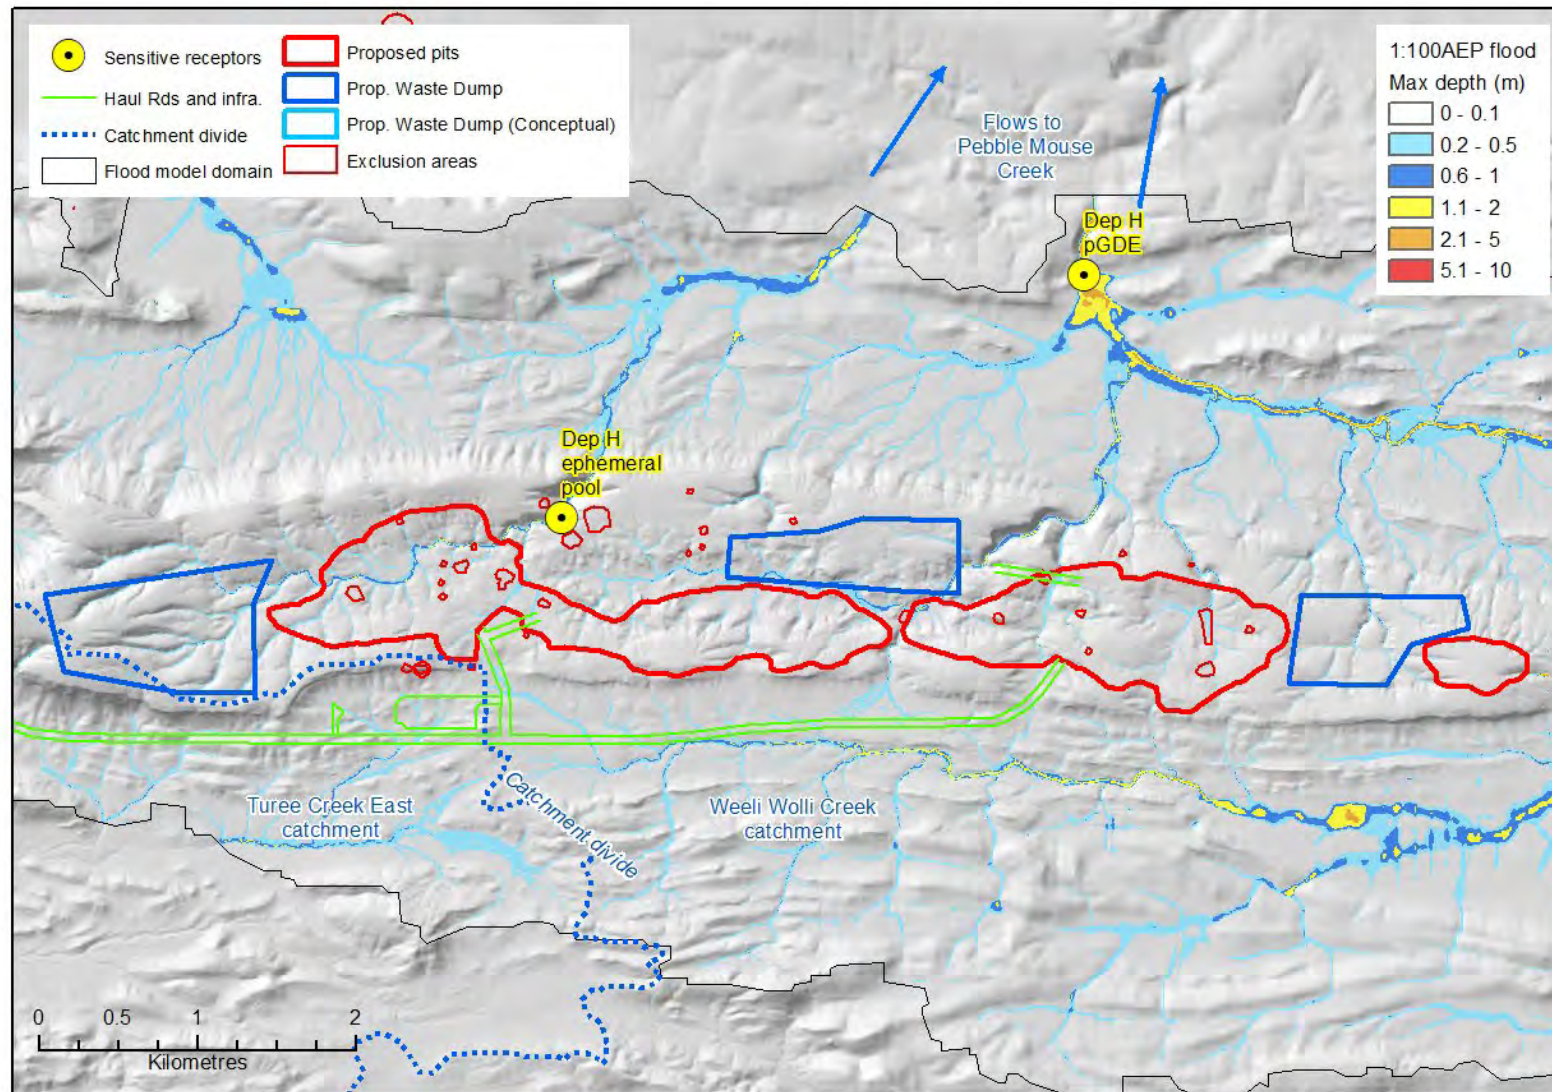 Sensitive receptors
Haul Rds and infra.
Catchment divide
Flood model domain
Proposed pits
Prop. Waste Dump
Prop. Waste Dump (Conceptual)
Exclusion areas
1:100AEP flood
Max depth (m)
0 - 0.1
0.2 - 0.5
0.6 - 1
1.1 - 2
2.1 - 5
5.1 - 10
Flows to
Pebble Mouse
Creek
Dep H
pGDE
Dep H
ephemeral
pool
Turee Creek East
catchment
Catchment divide
Weeli Wolli Creek
catchment
0 0.5 1 2
Kilometres